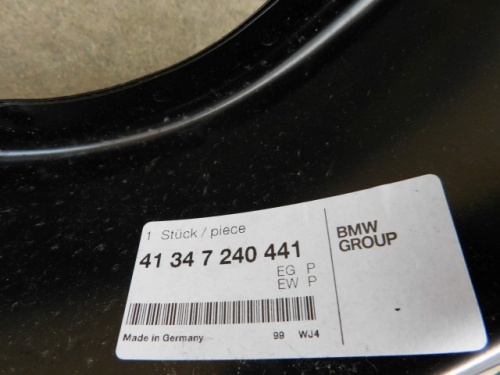 1 Stück / piece
41 34 7 240 441
EG P
EW P
Made in Germany 99 WJ4
BMW
GROUP